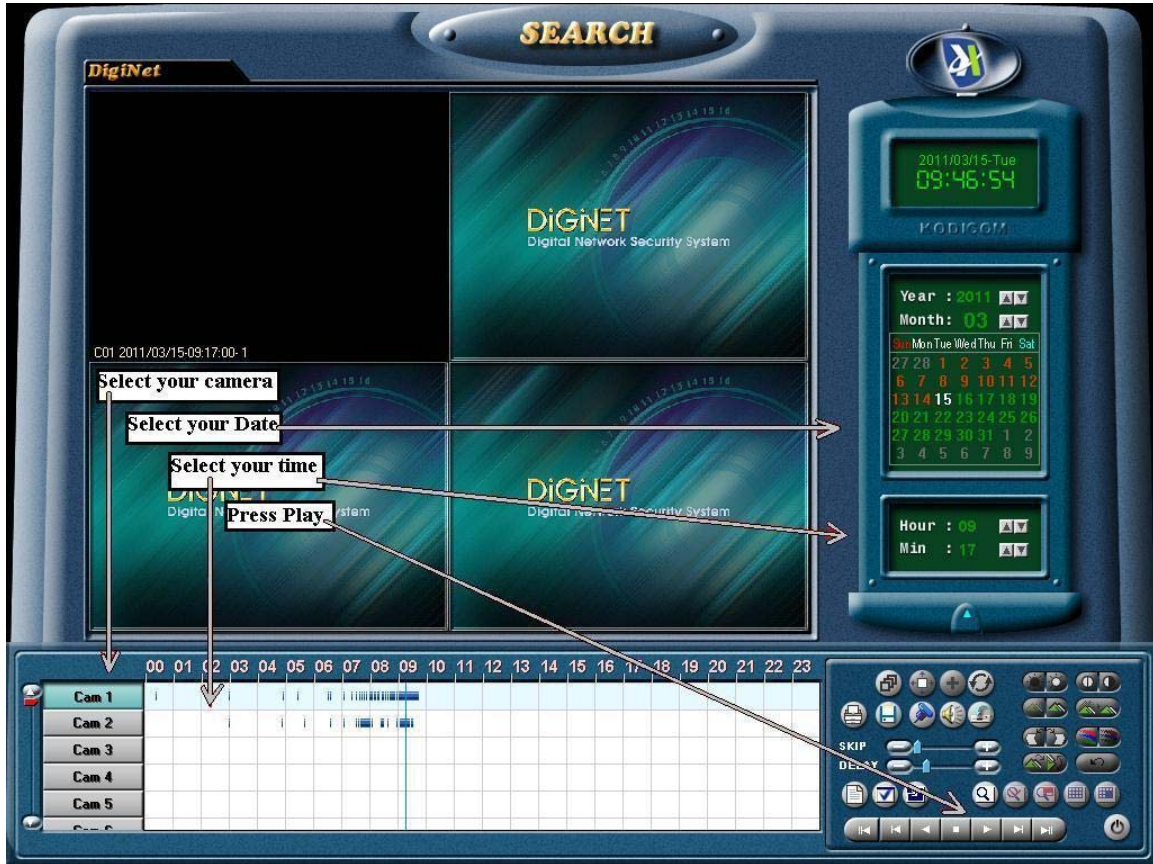 SEARCH
DigiNet
C01 2011/03/15-09:17:00- 1
DiGiNET
Digital Network Security System
Select your camera
Select your Date
Select your time
Press Play
DiGiNET
Digital N
ystem
DiGiNET
Digital Network Security System
2011/03/15-Tue
09:46:54
KODICOM
Year : 2011
Month: 03
Sun Mon Tue Wed Thu Fri Sat
27 28 1 2 3 4 5
6 7 8 9 10 11 12
13 14 15 16 17 18 19
20 21 22 23 24 25 26
27 28 29 30 31 1 2
3 4 5 6 7 8 9
Hour : 09
Min : 17
00 01 02 03 04 05 06 07 08 09 10 11 12 13 14 15 16 17 18 19 20 21 22 23
Cam 1
Cam 2
Cam 3
Cam 4
Cam 5
SKIP
DELAY